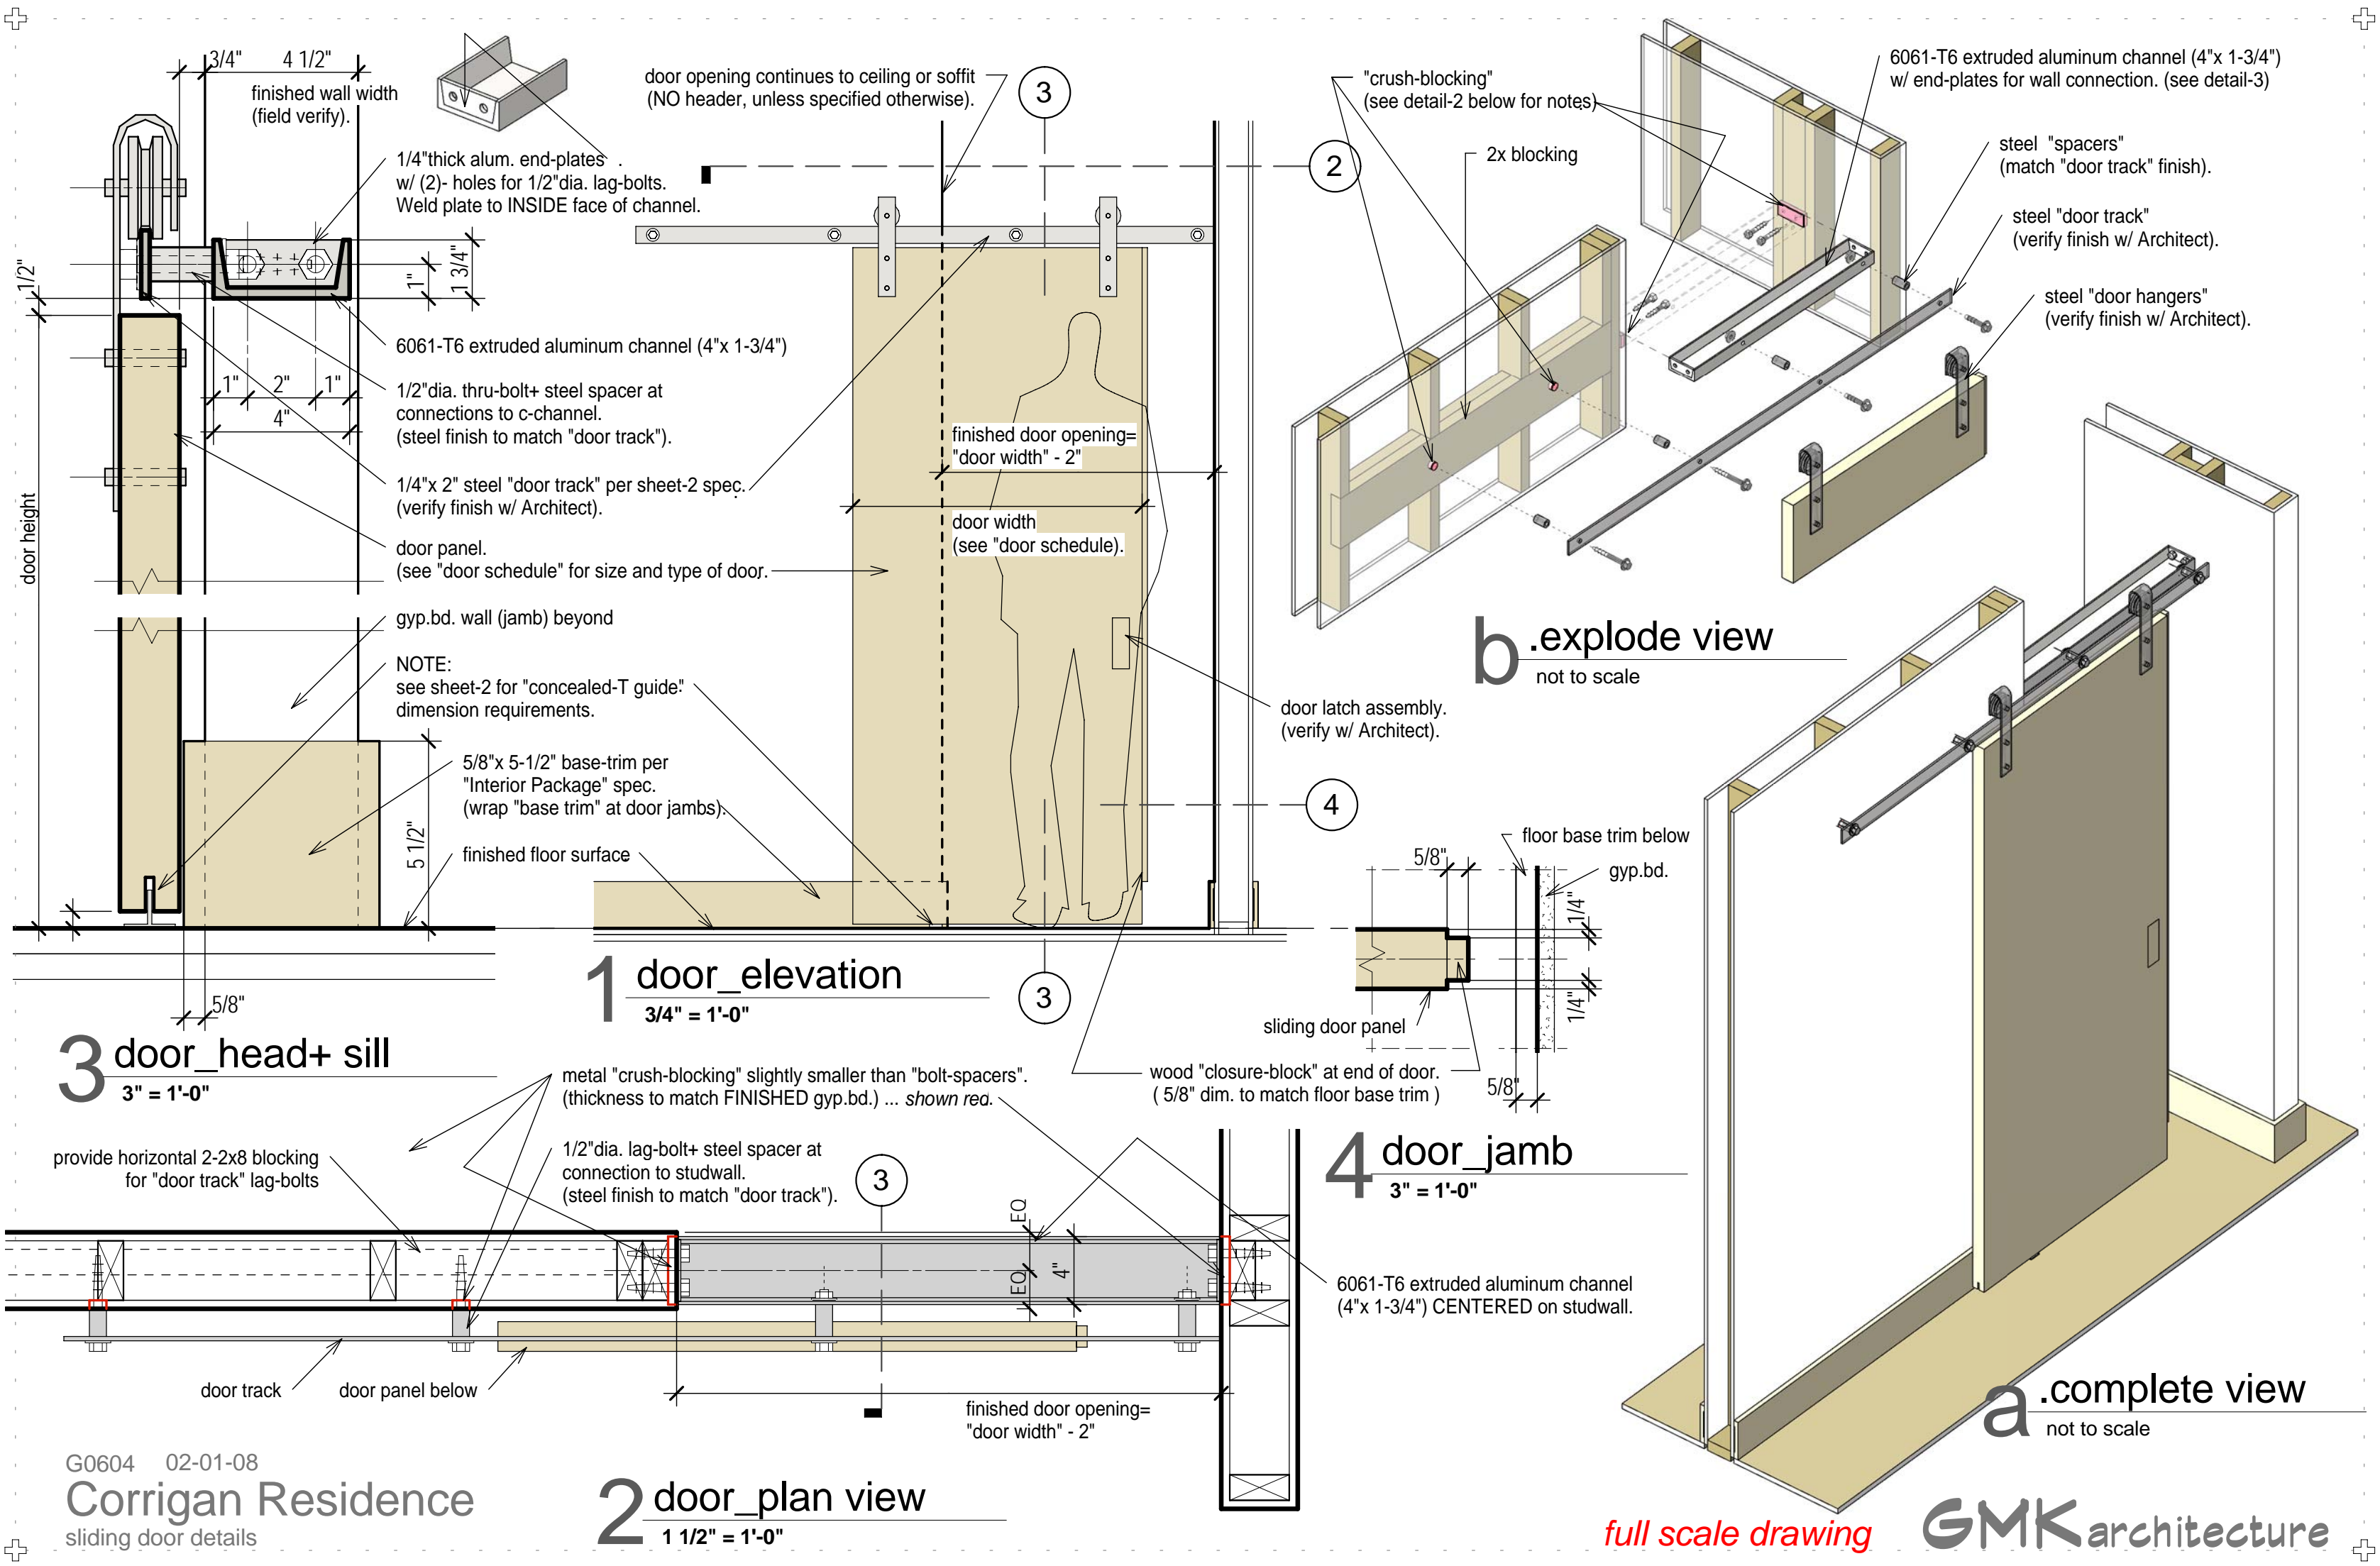 3/4"
4 1/2"
finished wall width
(field verify).
1/4"thick alum. end-plates .
w/ (2)- holes for 1/2"dia. lag-bolts.
Weld plate to INSIDE face of channel.
1/2"
1"
1 3/4"
6061-T6 extruded aluminum channel (4"x 1-3/4")
1"
2"
1"
4"
1/2"dia. thru-bolt+ steel spacer at
connections to c-channel.
(steel finish to match "door track").
1/4"x 2" steel "door track" per sheet-2 spec.
(verify finish w/ Architect).
door height
door panel.
(see "door schedule" for size and type of door.
gyp.bd. wall (jamb) beyond
NOTE:
see sheet-2 for "concealed-T guide"
dimension requirements.
5/8"x 5-1/2" base-trim per
"Interior Package" spec.
(wrap "base trim" at door jambs).
5 1/2"
finished floor surface
5/8"
3 door_head+ sill
3" = 1'-0"
door opening continues to ceiling or soffit
(NO header, unless specified otherwise).
3
2
finished door opening=
"door width" - 2"
door width
(see "door schedule).
door latch assembly.
(verify w/ Architect).
4
3
1 door_elevation
3/4" = 1'-0"
"crush-blocking"
(see detail-2 below for notes)
2x blocking
6061-T6 extruded aluminum channel (4"x 1-3/4")
w/ end-plates for wall connection. (see detail-3)
steel "spacers"
(match "door track" finish).
steel "door track"
(verify finish w/ Architect).
steel "door hangers"
(verify finish w/ Architect).
b .explode view
not to scale
floor base trim below
5/8"
gyp.bd.
1/4"
1/4"
sliding door panel
wood "closure-block" at end of door.
( 5/8" dim. to match floor base trim )
5/8"
4 door_jamb
3" = 1'-0"
metal "crush-blocking" slightly smaller than "bolt-spacers".
(thickness to match FINISHED gyp.bd.) ... shown red.
provide horizontal 2-2x8 blocking
for "door track" lag-bolts
1/2"dia. lag-bolt+ steel spacer at
connection to studwall.
(steel finish to match "door track").
3
EQ
EQ
4"
6061-T6 extruded aluminum channel
(4"x 1-3/4") CENTERED on studwall.
door track
door panel below
finished door opening=
"door width" - 2"
2 door_plan view
1 1/2" = 1'-0"
a .complete view
not to scale
G0604 02-01-08
Corrigan Residence
sliding door details
full scale drawing
GMK architecture